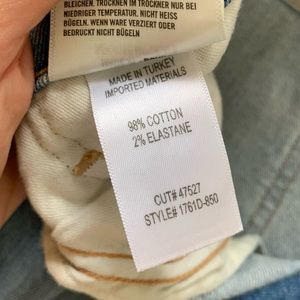 BLEICHEN. TROCKNEN IM TROCKNER NUR BEI
NIEDRIGER TEMPERATUR. NICHT HEISS
BÜGELN. WENN WARE VERZIERT ODER
BEDRUCKT NICHT BÜGELN.
MADE IN TURKEY
IMPORTED MATERIALS
98% COTTON
2% ELASTANE
CUT# 47527
STYLE# 1761D-850